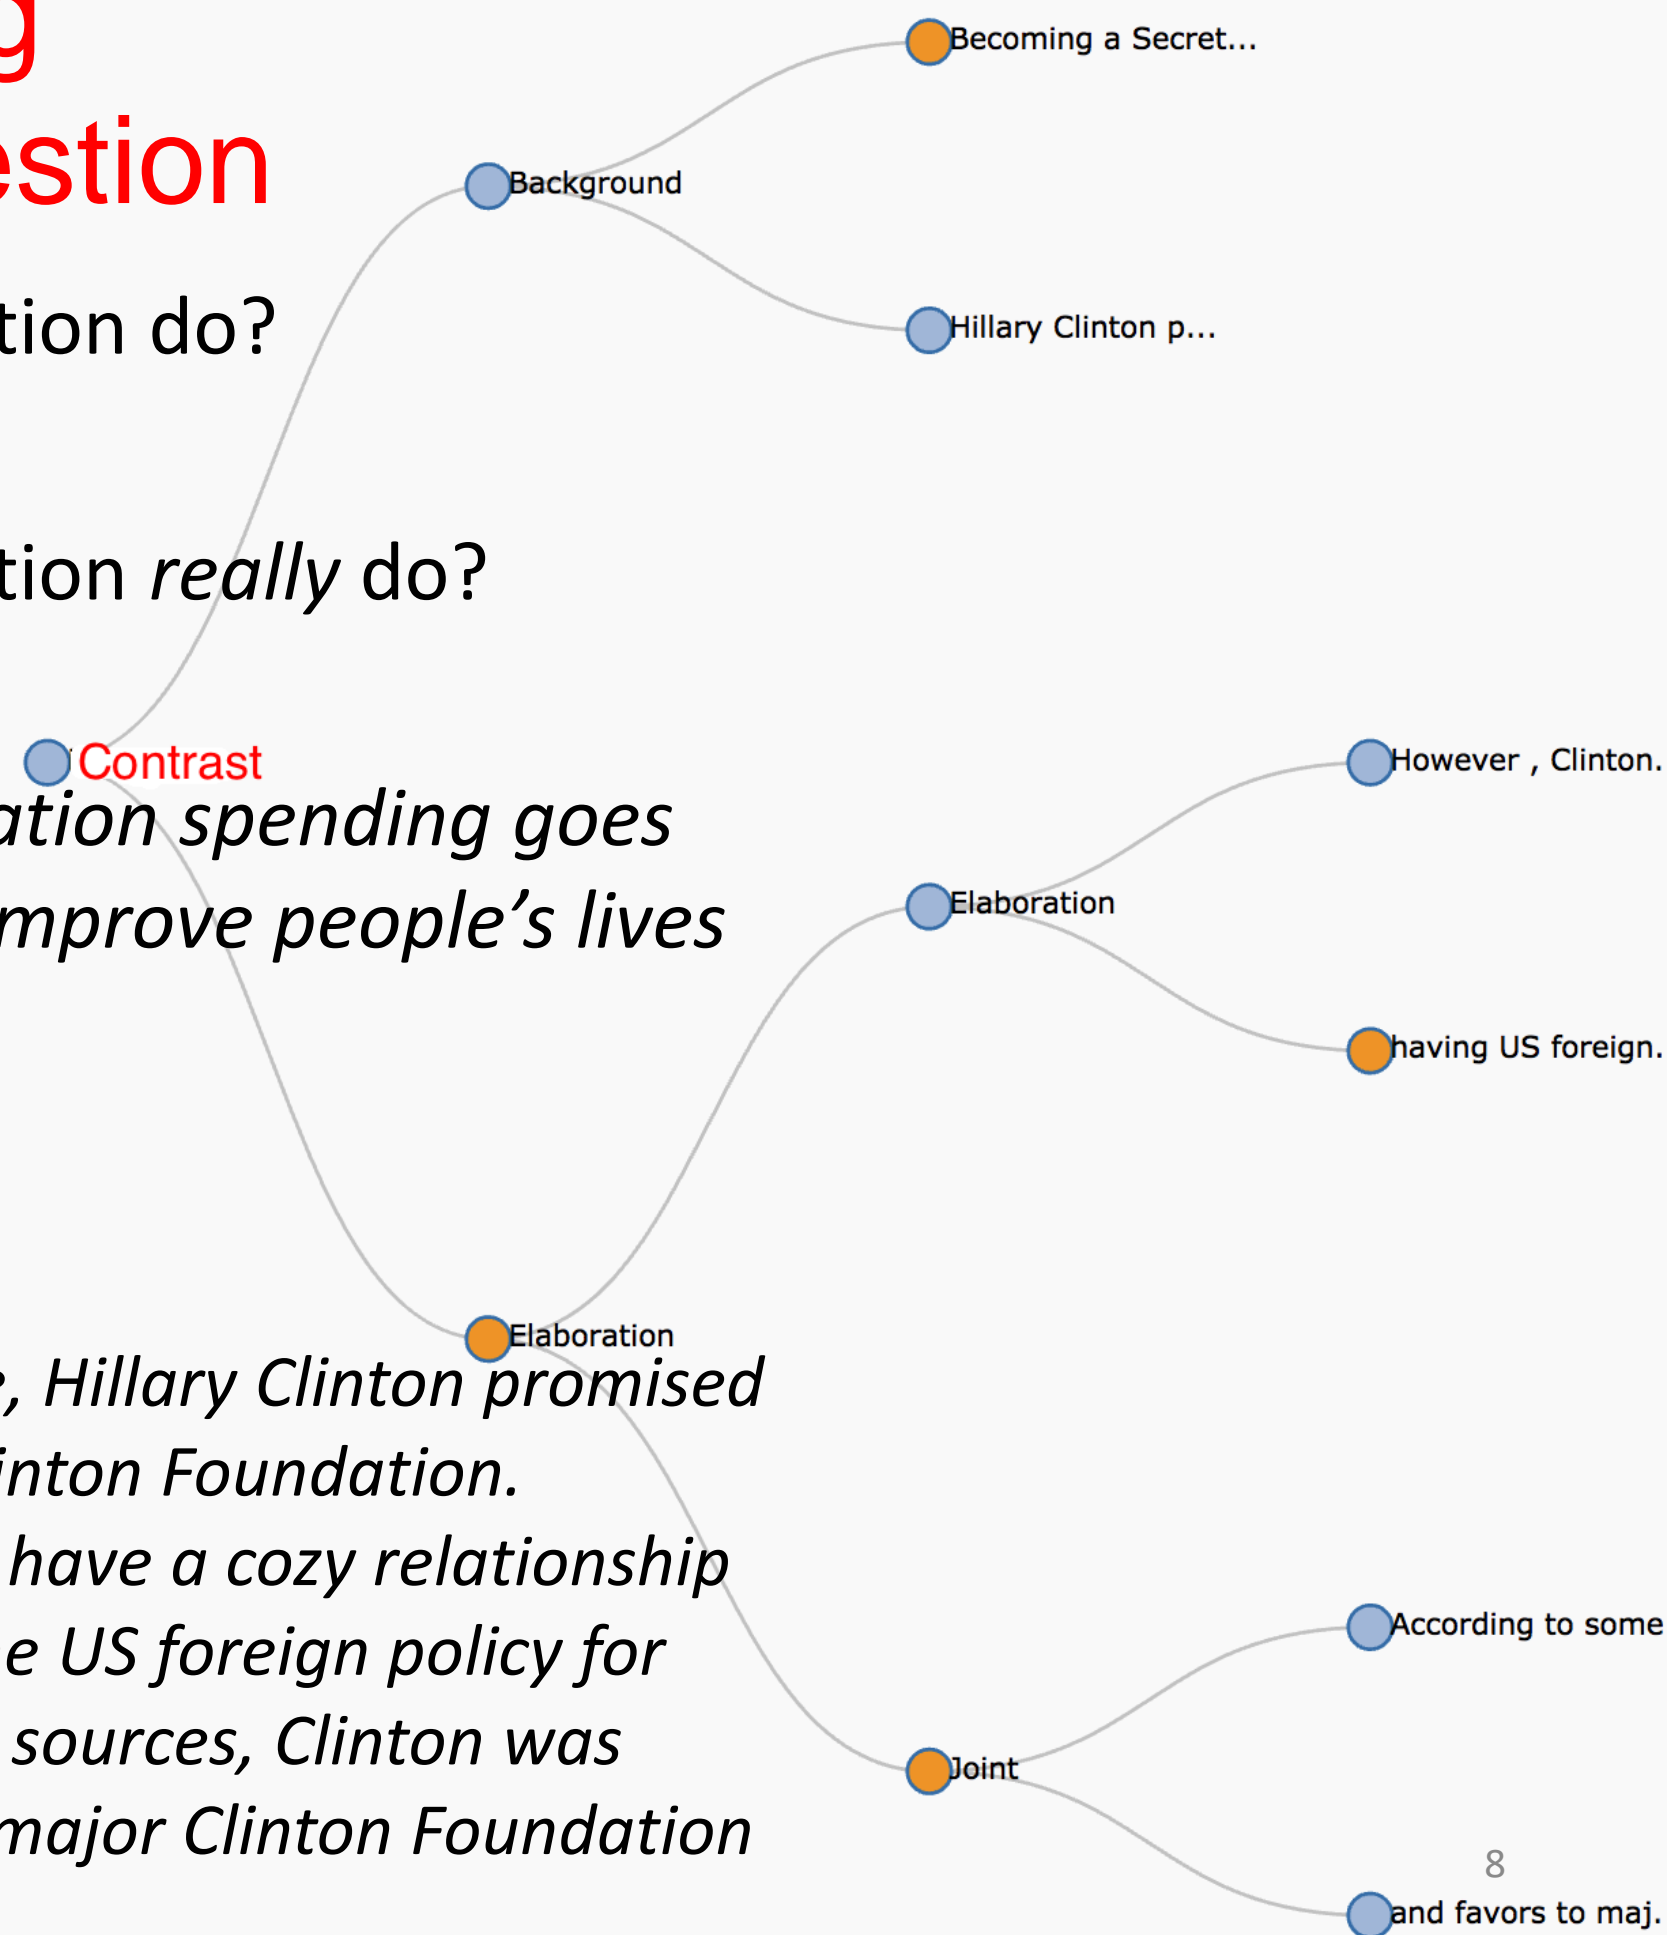 g
estion
tion do?
tion really do?
ation spending goes
mprove people's lives
e, Hillary Clinton promised
inton Foundation.
have a cozy relationship
e US foreign policy for
sources, Clinton was
major Clinton Foundation
Contrast
Background
Becoming a Secret...
Hillary Clinton p...
Elaboration
Elaboration
However , Clinton.
having US foreign.
Joint
According to some
and favors to maj.
8